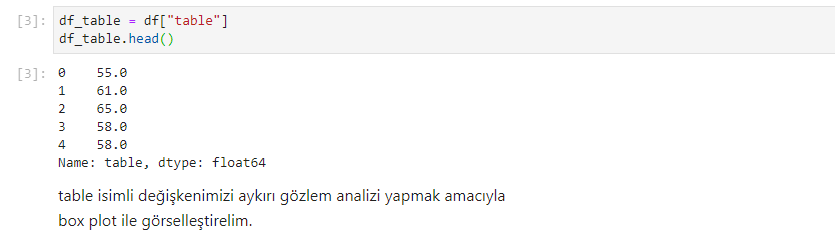 [3]: df_table = df["table"]
df_table.head()
[3]: 0    55.0
1    61.0
2    65.0
3    58.0
4    58.0
Name: table, dtype: float64
table isimli değişkenimizi aykırı gözlem analizi yapmak amacıyla
box plot ile görselleştirelim.